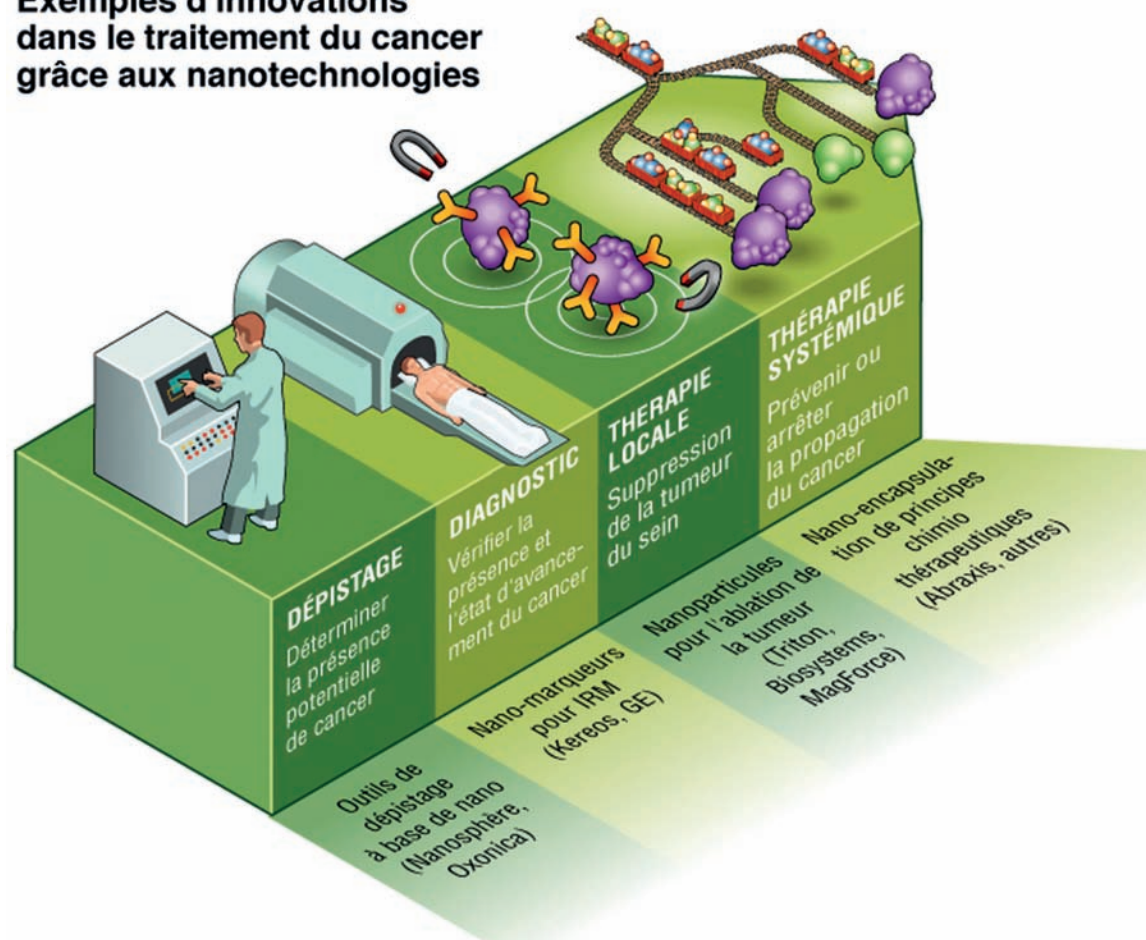 Exemples d'innovations
dans le traitement du cancer
grâce aux nanotechnologies
DÉPISTAGE
Déterminer
la présence
potentielle
de cancer
DIAGNOSTIC
Vérifier la
présence et
l'état d'avance-
ment du cancer
THERAPIE
LOCALE
Suppression
de la tumeur
du sein
THÉRAPIE
SYSTÉMIQUE
Prévenir ou
arrêter
la propagation
du cancer
Outils de
dépistage
à base de nano
(Nanosphère,
Oxonica)
Nano-marqueurs
pour IRM
(Kereos, GE)
Nanoparticules
pour l'ablation de
la tumeur
(Triton,
Biosystems,
MagForce)
Nano-encapsula-
tion de principes
chimio
thérapeutiques
(Abraxis, autres)